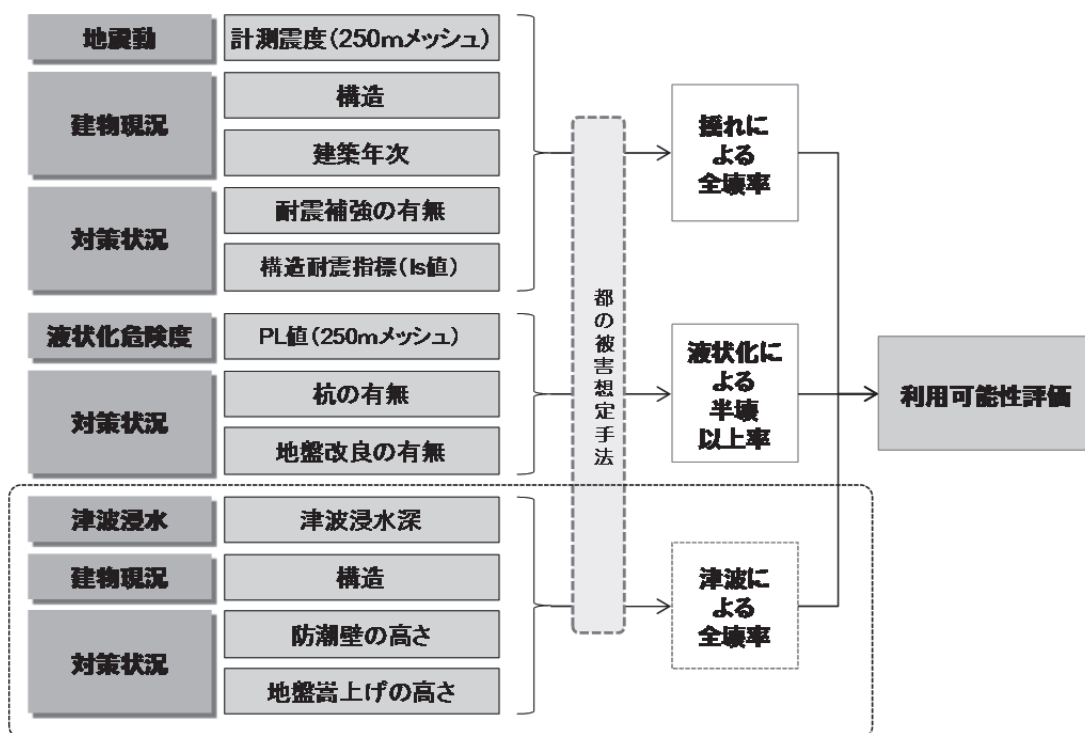 地震動
計測震度(250mメッシュ)
建物現況
構造
建築年次
対策状況
耐震補強の有無
構造耐震指標(Is値)
液状化危険度
PL値(250mメッシュ)
対策状況
杭の有無
地盤改良の有無
津波浸水
津波浸水深
建物現況
構造
対策状況
防潮壁の高さ
地盤嵩上げの高さ
都の被害想定手法
揺れに
よる
全壊率
液状化に
よる
半壊
以上率
津波に
よる
全壊率
利用可能性評価